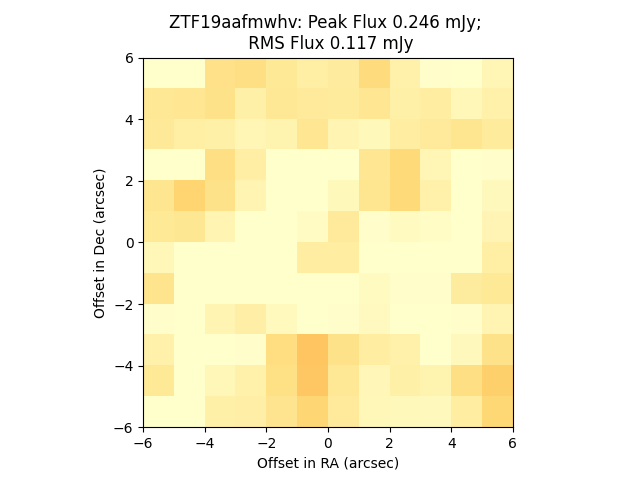 ZTF19aafmwhv: Peak Flux 0.246 mJy;
RMS Flux 0.117 mJy
6
4
2
0
−2
−4
−6
Offset in Dec (arcsec)
−6 −4 −2 0 2 4 6
Offset in RA (arcsec)